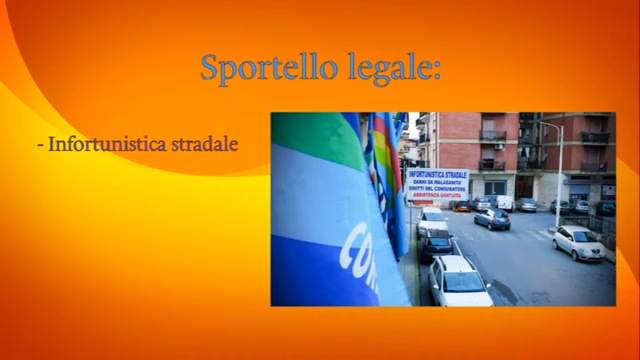 Sportello legale:
- Infortunistica stradale
INFORTUNISTICA STRADALE
DANNI DA MALASANITA'
DIRITTI DEL CONSUMATORE
ASSISTENZA GRATUITA